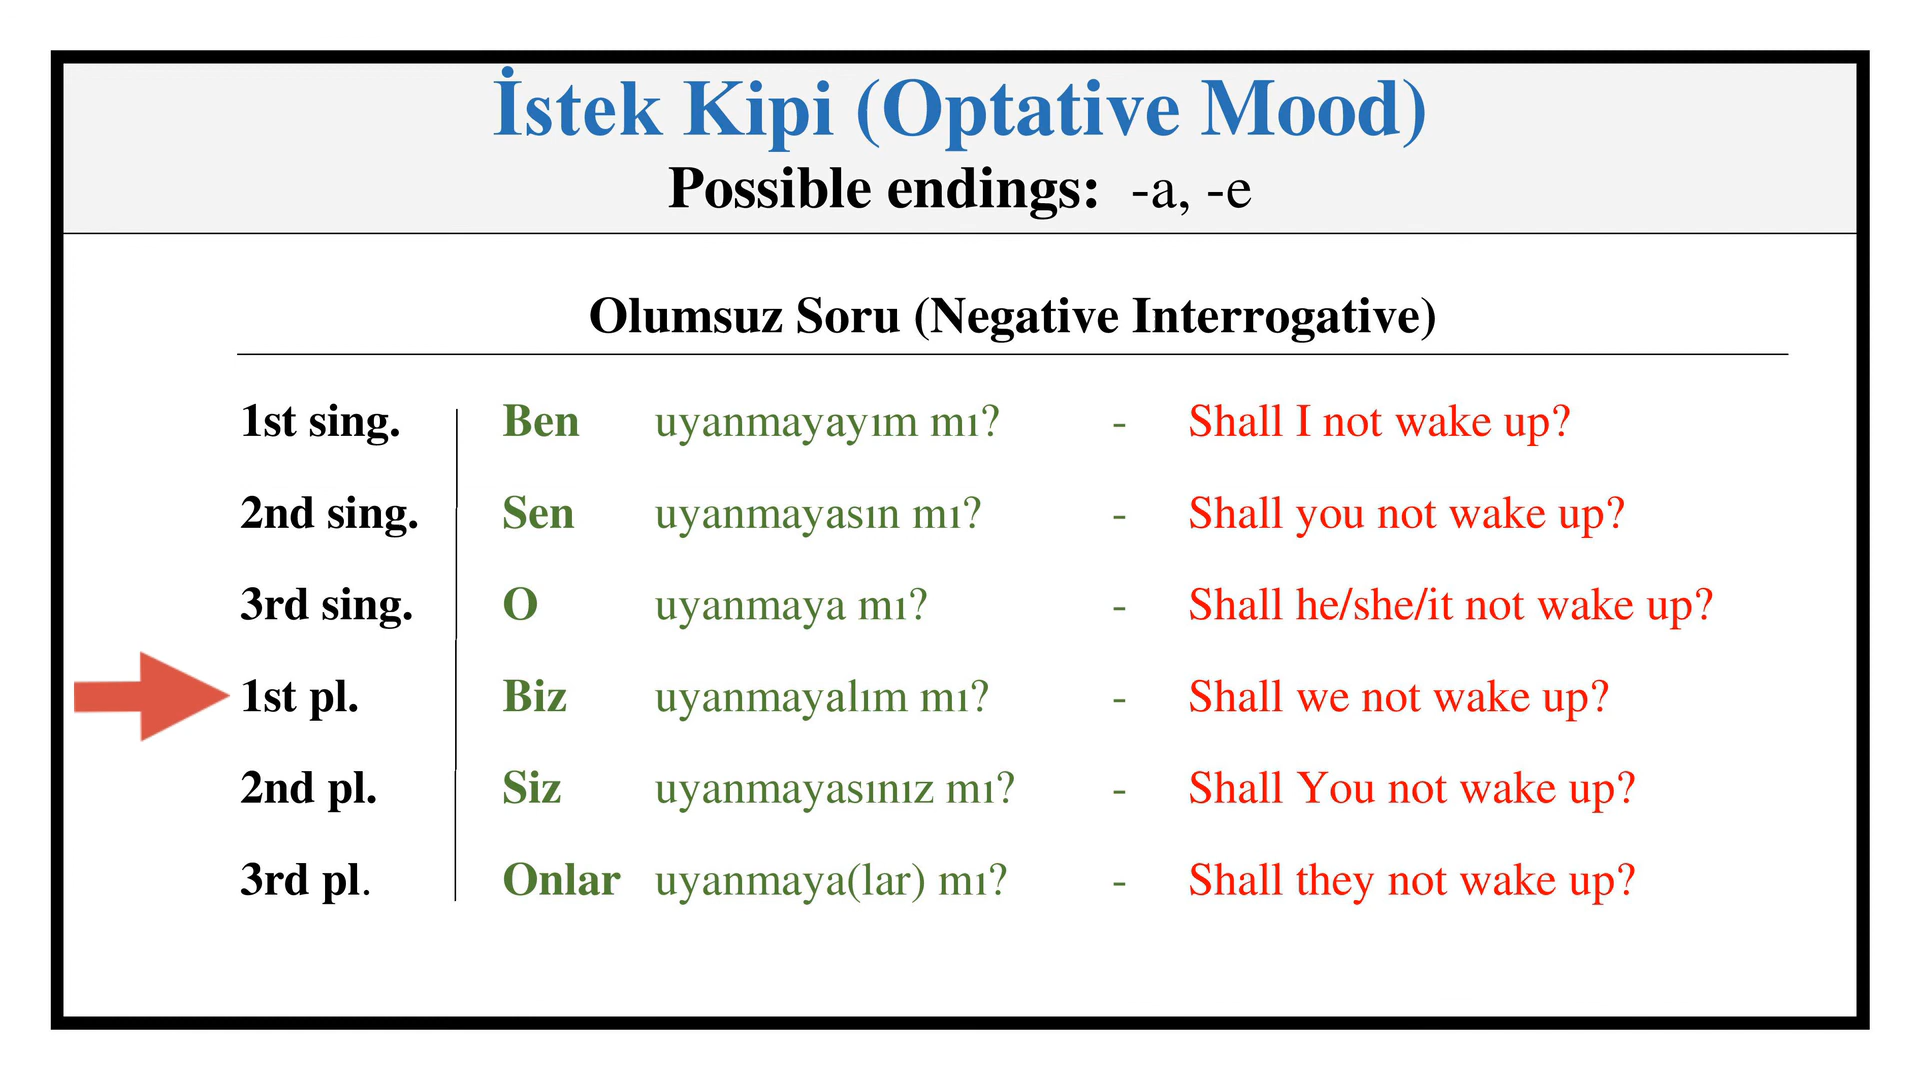 İstek Kipi (Optative Mood)
Possible endings: -a, -e
Olumsuz Soru (Negative Interrogative)
1st sing. Ben uyanmayayım mı? - Shall I not wake up?
2nd sing. Sen uyanmayasın mı? - Shall you not wake up?
3rd sing. O uyanmaya mı? - Shall he/she/it not wake up?
1st pl. Biz uyanmayalım mı? - Shall we not wake up?
2nd pl. Siz uyanmayasınız mı? - Shall You not wake up?
3rd pl. Onlar uyanmaya(lar) mı? - Shall they not wake up?